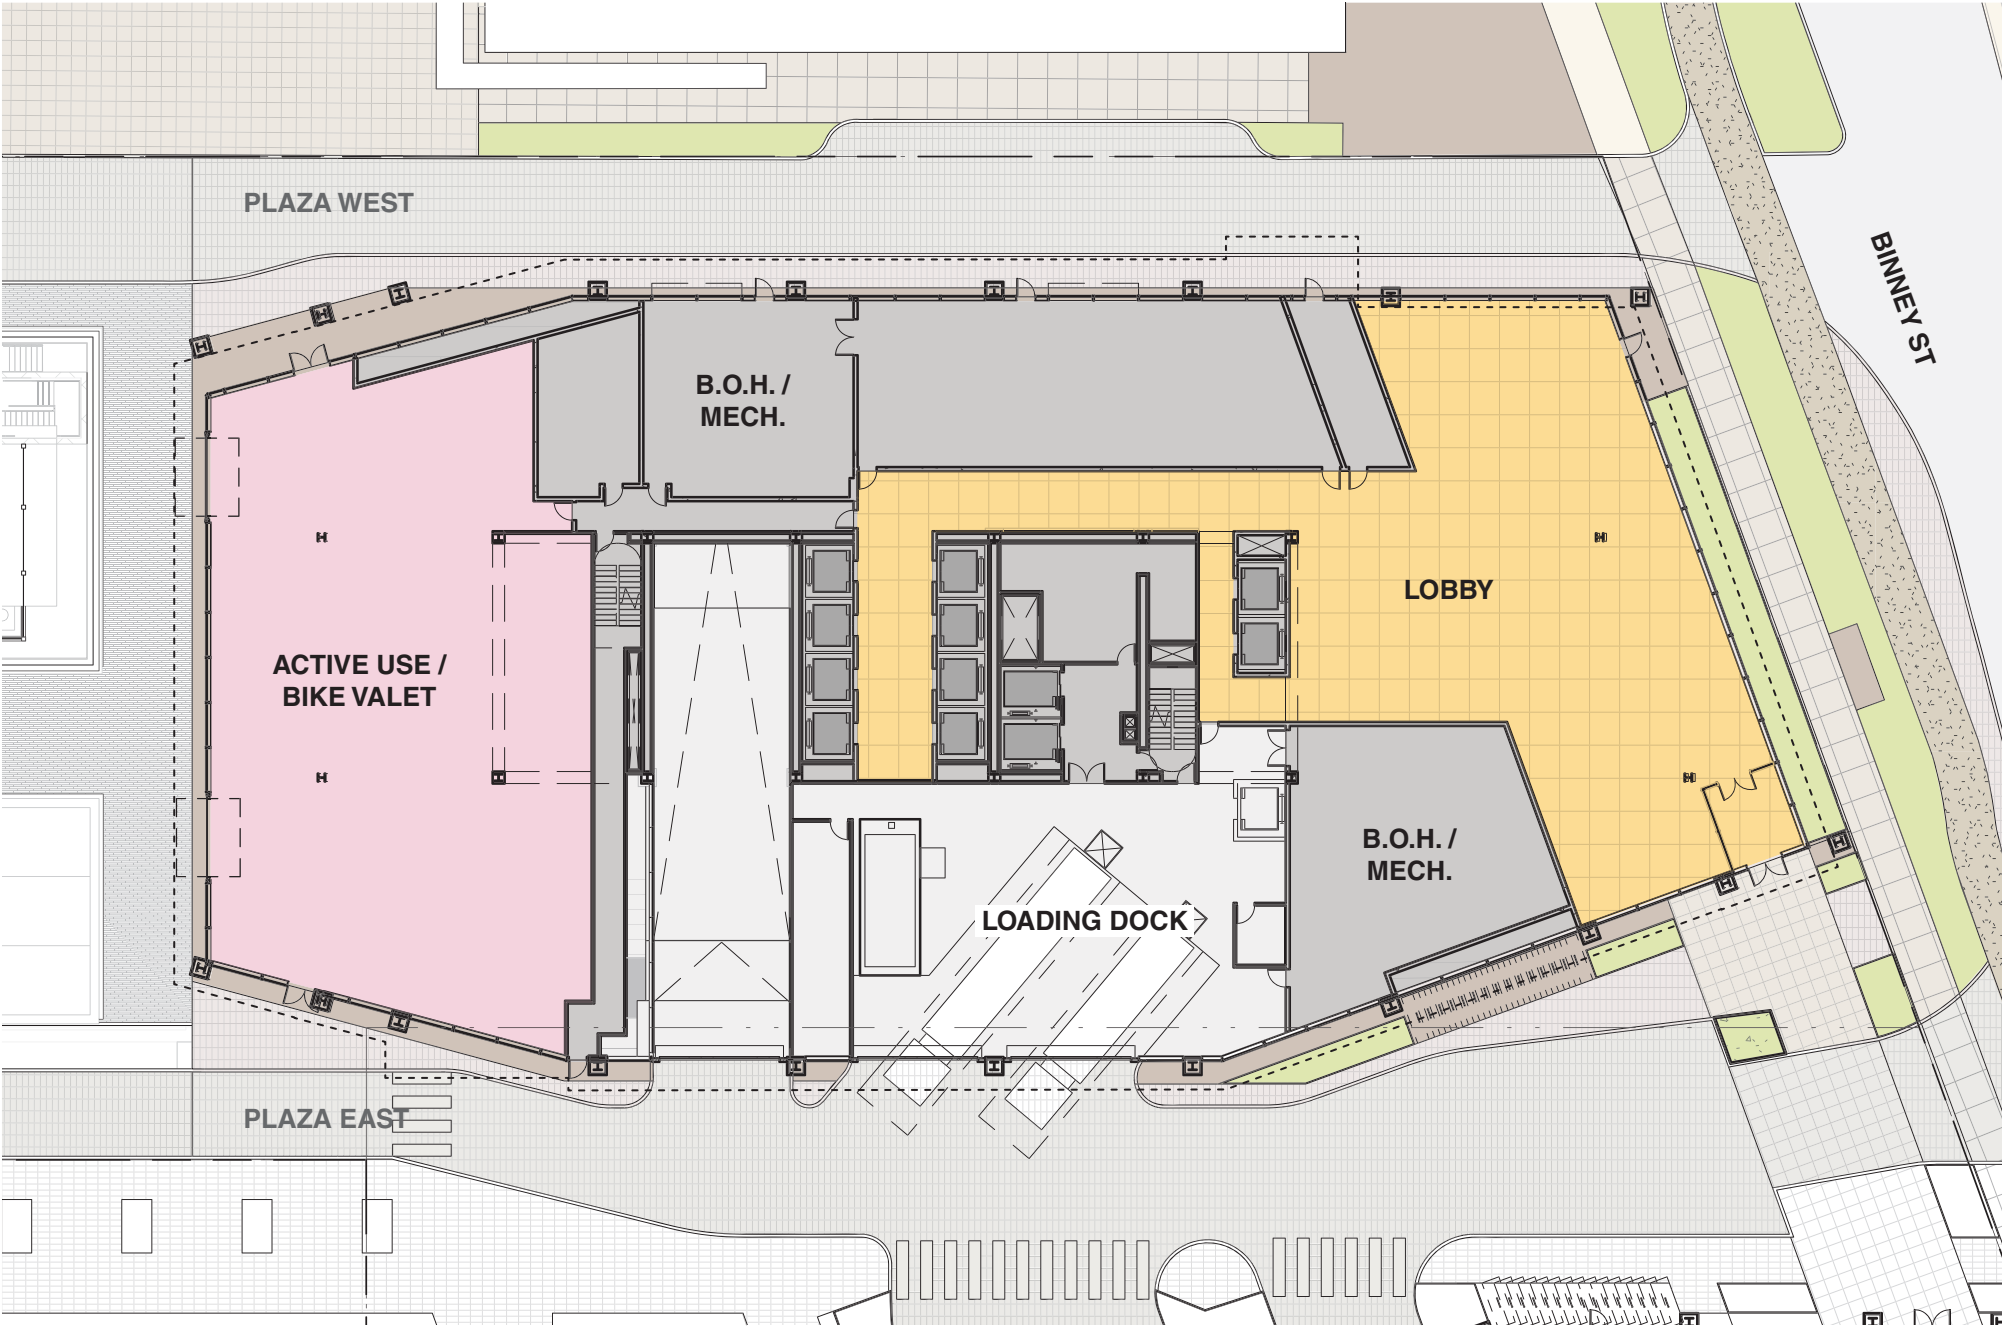 PLAZA WEST
BINNEY ST
B.O.H. /
MECH.
LOBBY
ACTIVE USE /
BIKE VALET
B.O.H. /
MECH.
LOADING DOCK
PLAZA EAST